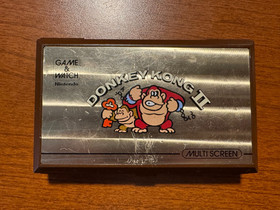 GAME
&
WATCH
Nintendo
DONKEY KONG II
MULTI SCREEN